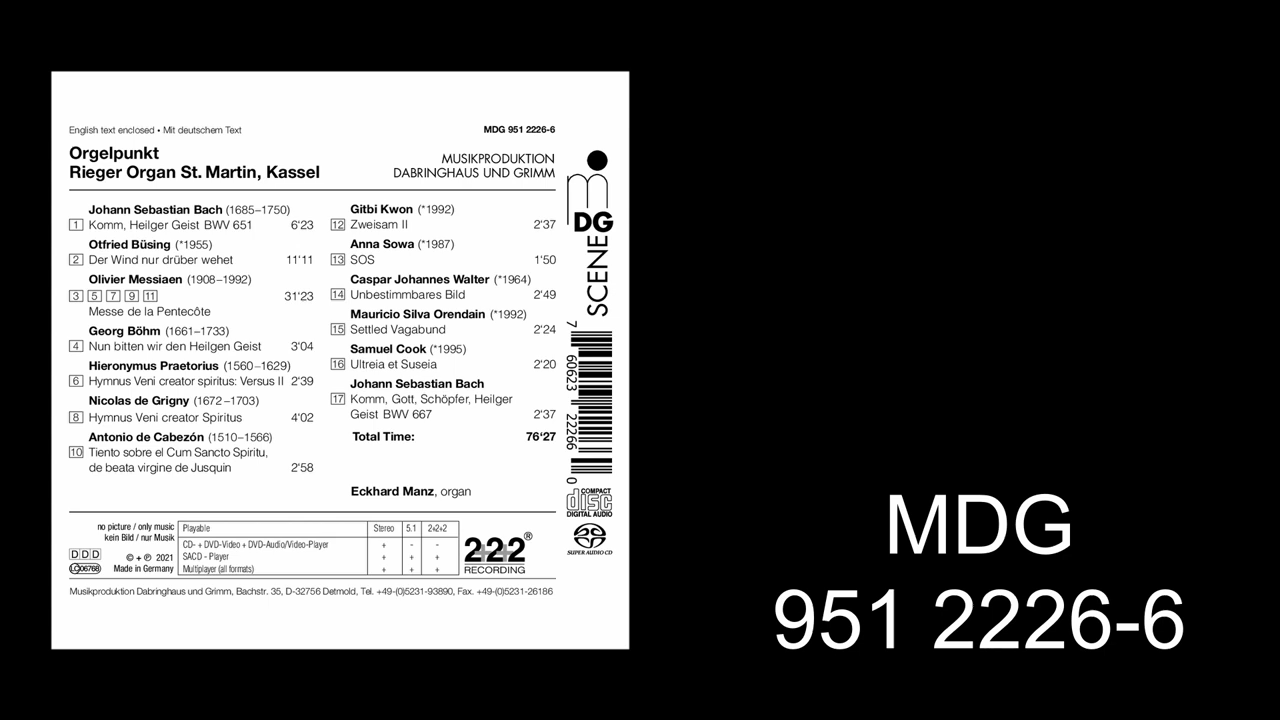 English text enclosed • Mit deutschem Text
MDG 951 2226-6
Orgelpunkt
Rieger Organ St. Martin, Kassel
MUSIKPRODUKTION
DABRINGHAUS UND GRIMM
Johann Sebastian Bach (1685–1750)
1 Komm, Heilger Geist BWV 651 6‘23
Otfried Büsing (*1955)
2 Der Wind nur drüber wehet 11‘11
Olivier Messiaen (1908–1992)
3 5 7 9 11 31‘23
Messe de la Pentecôte
Georg Böhm (1661–1733)
4 Nun bitten wir den Heilgen Geist 3‘04
Hieronymus Praetorius (1560–1629)
6 Hymnus Veni creator spiritus: Versus II 2‘39
Nicolas de Grigny (1672–1703)
8 Hymnus Veni creator Spiritus 4‘02
Antonio de Cabezón (1510–1566)
10 Tiento sobre el Cum Sancto Spiritu,
de beata virgine de Jusquin 2‘58
Gitbi Kwon (*1992)
12 Zweisam II 2‘37
Anna Sowa (*1987)
13 SOS 1‘50
Caspar Johannes Walter (*1964)
14 Unbestimmbares Bild 2‘49
Mauricio Silva Orendain (*1992)
15 Settled Vagabund 2‘24
Samuel Cook (*1995)
16 Ultreia et Suseia 2‘20
Johann Sebastian Bach
17 Komm, Gott, Schöpfer, Heilger
Geist BWV 667 2‘37
Total Time: 76‘27
Eckhard Manz, organ
DG
SCENE
7 60623 22266 0
COMPACT
disc
DIGITAL AUDIO
SUPER AUDIO CD
no picture / only music
kein Bild / nur Musik
DDD
LC06768
© + ℗ 2021
Made in Germany
Playable Stereo 5.1 2+2+2
CD- + DVD-Video + DVD-Audio/Video-Player + - -
SACD - Player + + +
Multiplayer (all formats) + + +
2+2+2®
RECORDING
Musikproduktion Dabringhaus und Grimm, Bachstr. 35, D-32756 Detmold, Tel. +49-(0)5231-93890, Fax. +49-(0)5231-26186
MDG
951 2226-6